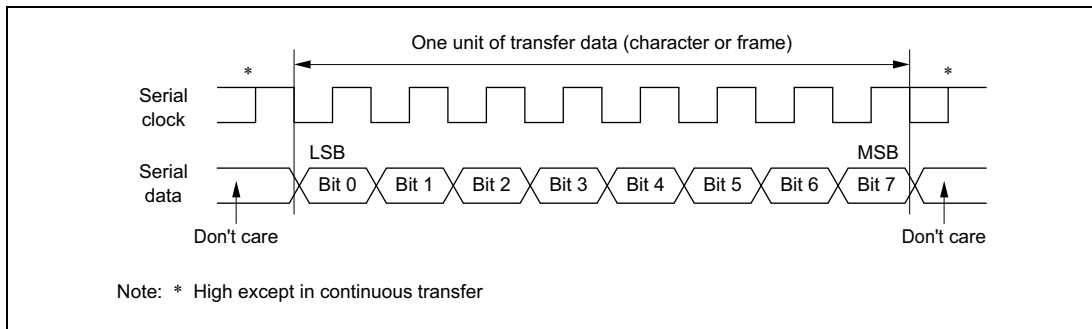 One unit of transfer data (character or frame)
*
*
Serial
clock
LSB
MSB
Serial
data
Bit 0
Bit 1
Bit 2
Bit 3
Bit 4
Bit 5
Bit 6
Bit 7
Don't care
Don't care
Note: * High except in continuous transfer